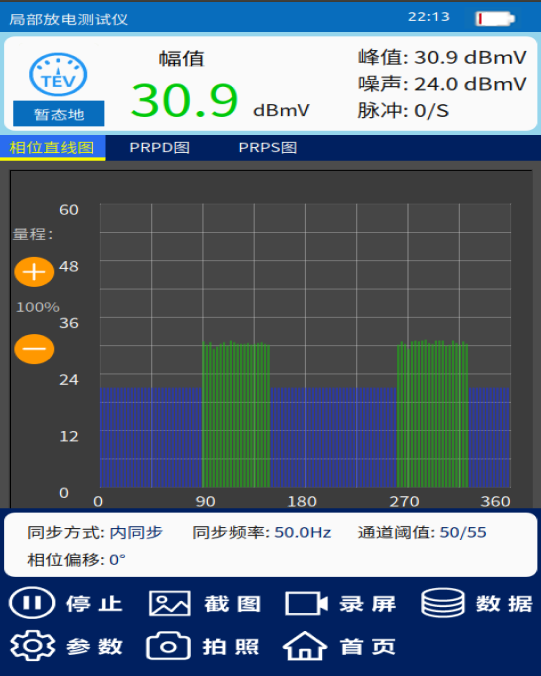 局部放电测试仪 22:13
TEV
暂态地
幅值
30.9 dBmV
峰值: 30.9 dBmV
噪声: 24.0 dBmV
脉冲: 0/S
相位直线图 PRPD图 PRPS图
60
量程:
48
100%
36
24
12
0
0 90 180 270 360
同步方式: 内同步 同步频率: 50.0Hz 通道阈值: 50/55
相位偏移: 0°
停止 截图 录屏 数据
参数 拍照 首页